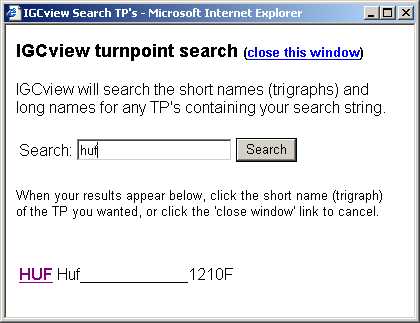 IGCview Search TP's - Microsoft Internet Explorer
IGCview turnpoint search (close this window)
IGCview will search the short names (trigraphs) and
long names for any TP's containing your search string.
Search: huf Search
When your results appear below, click the short name (trigraph)
of the TP you wanted, or click the 'close window' link to cancel.
HUF Huf____________1210F